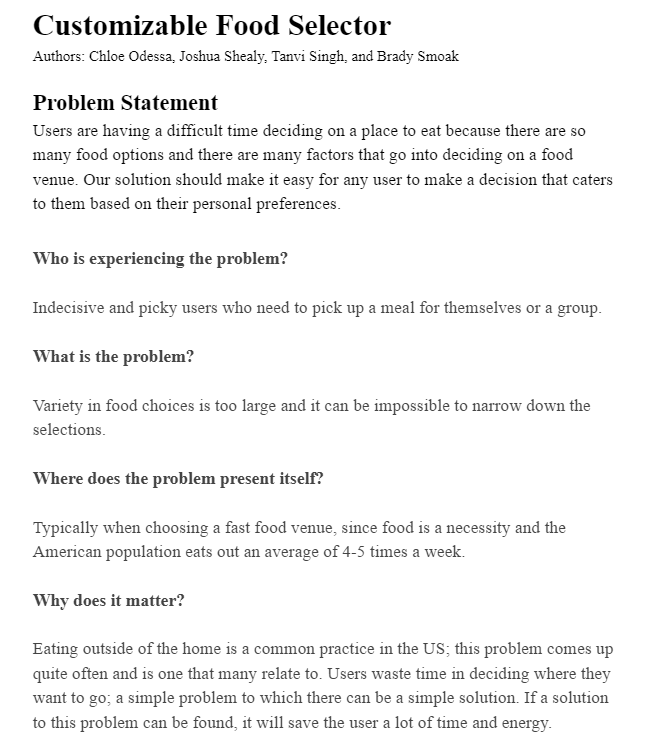 Customizable Food Selector
Authors: Chloe Odessa, Joshua Shealy, Tanvi Singh, and Brady Smoak
Problem Statement
Users are having a difficult time deciding on a place to eat because there are so
many food options and there are many factors that go into deciding on a food
venue. Our solution should make it easy for any user to make a decision that caters
to them based on their personal preferences.
Who is experiencing the problem?
Indecisive and picky users who need to pick up a meal for themselves or a group.
What is the problem?
Variety in food choices is too large and it can be impossible to narrow down the
selections.
Where does the problem present itself?
Typically when choosing a fast food venue, since food is a necessity and the
American population eats out an average of 4-5 times a week.
Why does it matter?
Eating outside of the home is a common practice in the US; this problem comes up
quite often and is one that many relate to. Users waste time in deciding where they
want to go; a simple problem to which there can be a simple solution. If a solution
to this problem can be found, it will save the user a lot of time and energy.